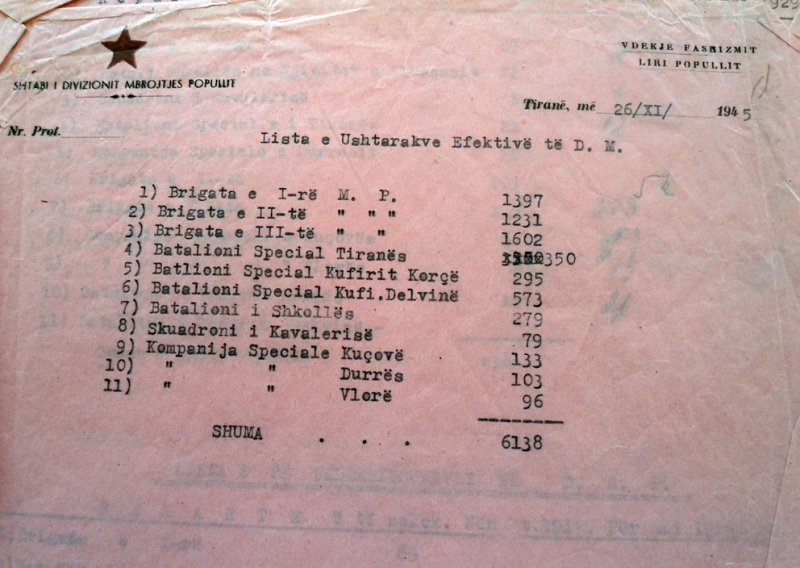 929
SHTABI I DIVIZIONIT MBROJTJES POPULLIT
VDEKJE FASHIZMIT
LIRI POPULLIT
Tiranë, më 26/XI/ 1945
Nr. Prot.
Lista e Ushtarakve Efektivë të D. M.
1) Brigata e I-rë M. P. 1397
2) Brigata e II-të " " " 1231
3) Brigata e III-të " " 1602
4) Batalioni Special Tiranës 350
5) Batlioni Special Kufirit Korçë 295
6) Batalioni Special Kufi.Delvinë 573
7) Batalioni i Shkollës 279
8) Skuadroni i Kavalerisë 79
9) Kompanija Speciale Kuçovë 133
10) " " Durrës 103
11) " " Vlorë 96
SHUMA . . . 6138